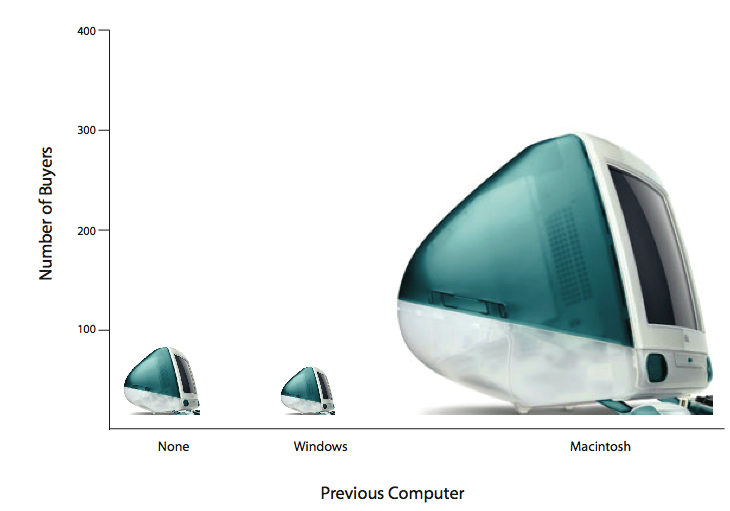 400
300
200
100
Number of Buyers
None Windows Macintosh
Previous Computer